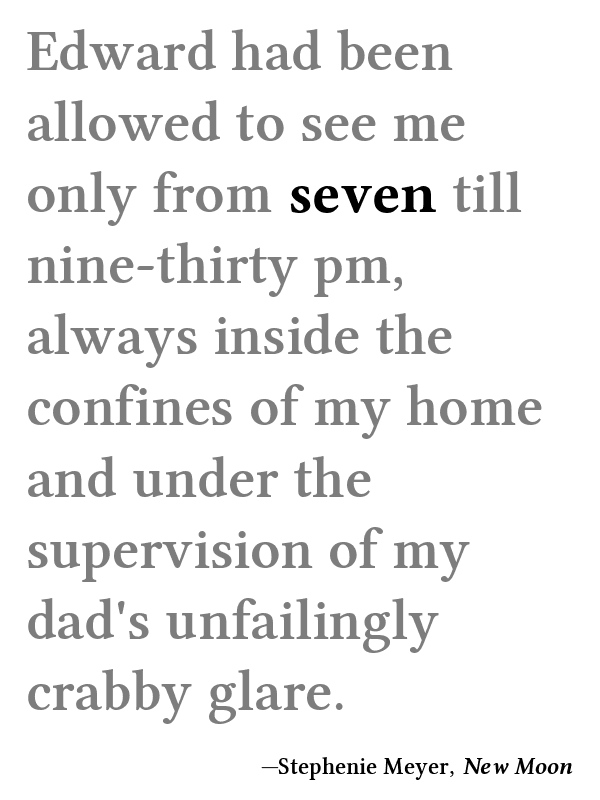 Edward had been
allowed to see me
only from seven till
nine-thirty pm,
always inside the
confines of my home
and under the
supervision of my
dad's unfailingly
crabby glare.
—Stephenie Meyer, New Moon